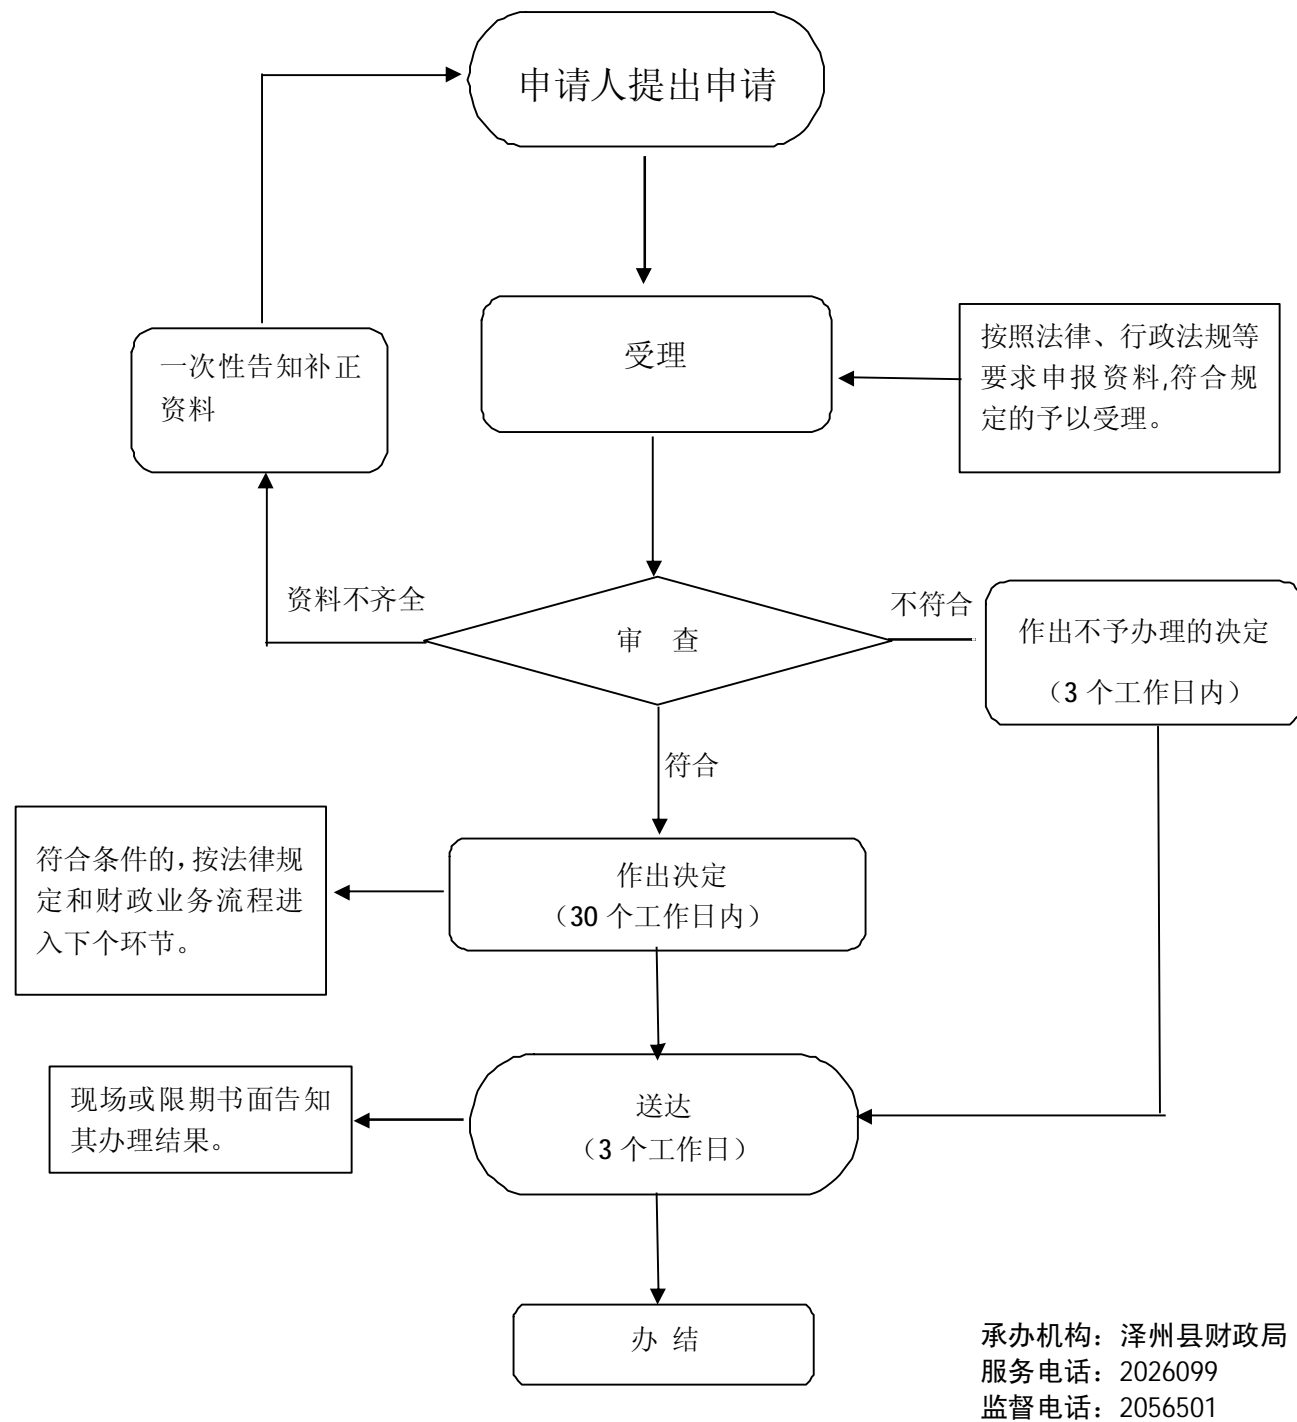 申请人提出申请
受理
按照法律、行政法规等
要求申报资料,符合规
定的予以受理。
一次性告知补正
资料
资料不齐全
审 查
不符合
作出不予办理的决定
（3 个工作日内）
符合
符合条件的，按法律规
定和财政业务流程进
入下个环节。
作出决定
（30 个工作日内）
现场或限期书面告知
其办理结果。
送达
（3 个工作日）
办 结
承办机构：泽州县财政局
服务电话：2026099
监督电话：2056501